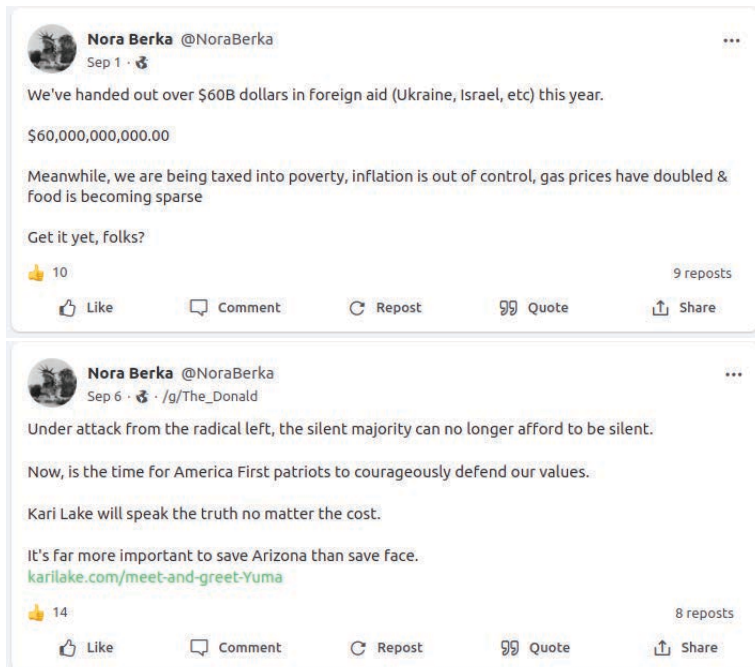 Nora Berka @NoraBerka
Sep 1 ·
We've handed out over $60B dollars in foreign aid (Ukraine, Israel, etc) this year.
$60,000,000,000.00
Meanwhile, we are being taxed into poverty, inflation is out of control, gas prices have doubled &
food is becoming sparse
Get it yet, folks?
10
9 reposts
Like Comment Repost Quote Share
Nora Berka @NoraBerka
Sep 6 · · /g/The_Donald
Under attack from the radical left, the silent majority can no longer afford to be silent.
Now, is the time for America First patriots to courageously defend our values.
Kari Lake will speak the truth no matter the cost.
It's far more important to save Arizona than save face.
karilake.com/meet-and-greet-Yuma
14
8 reposts
Like Comment Repost Quote Share